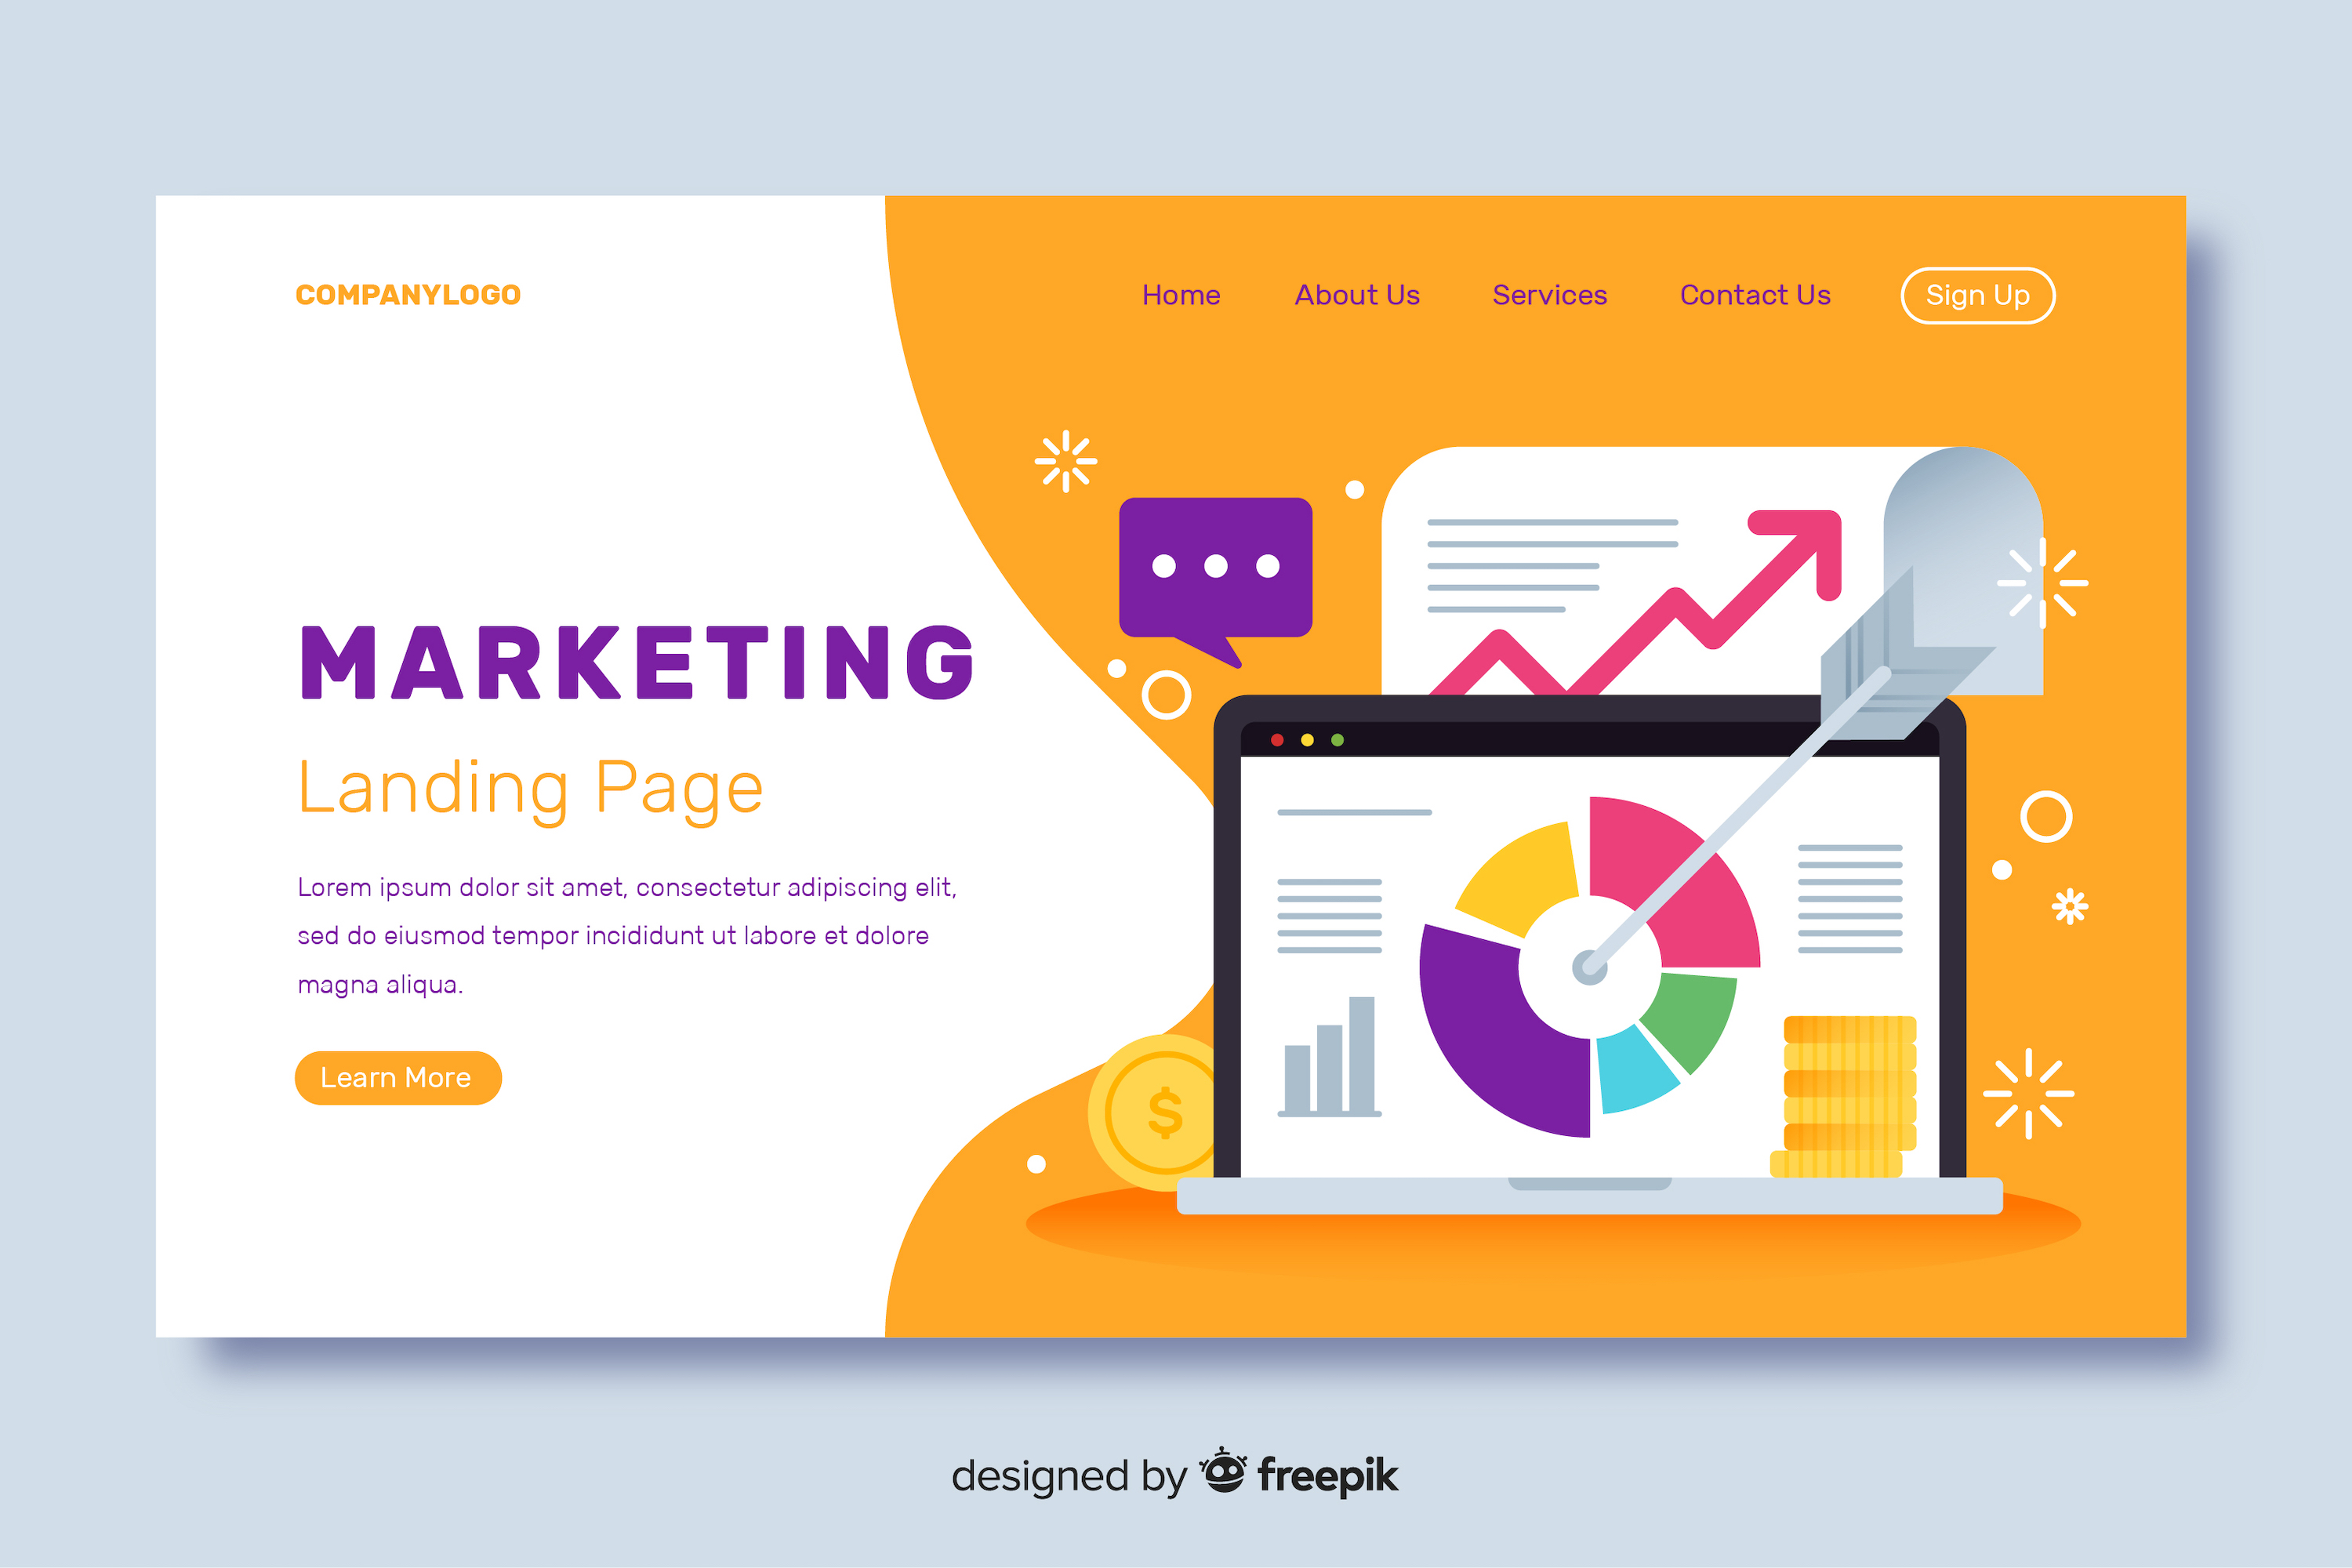 COMPANYLOGO
Home About Us Services Contact Us Sign Up
MARKETING
Landing Page
Lorem ipsum dolor sit amet, consectetur adipiscing elit,
sed do eiusmod tempor incididunt ut labore et dolore
magna aliqua.
Learn More
$
designed by freepik